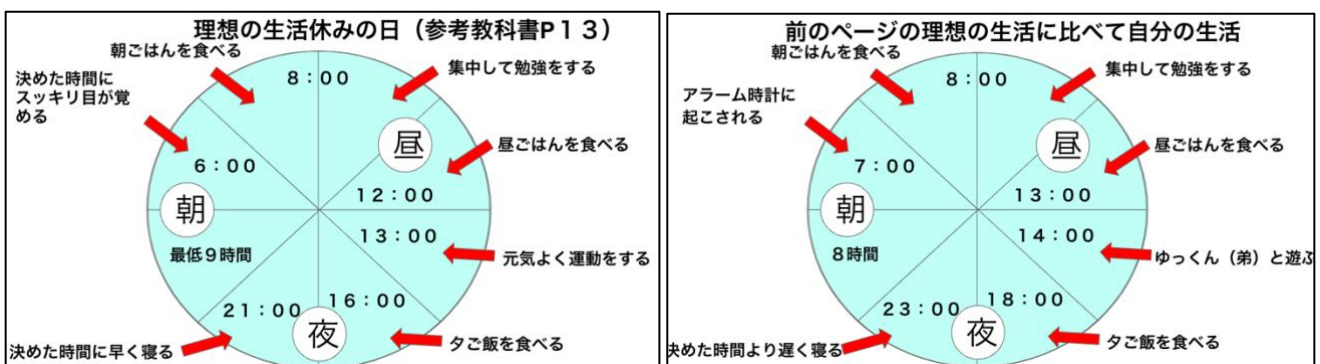 理想の生活休みの日（参考教科書P１３）
朝ごはんを食べる
８：００
集中して勉強をする
決めた時間に
スッキリ目が覚
める
昼
昼ごはんを食べる
６：００
１２：００
朝
１３：００
最低９時間
元気よく運動をする
２１：００
１６：００
夜
夕ご飯を食べる
決めた時間に早く寝る
前のページの理想の生活に比べて自分の生活
朝ごはんを食べる
８：００
集中して勉強をする
アラーム時計に
起こされる
昼
昼ごはんを食べる
７：００
１３：００
朝
１４：００
８時間
ゆっくん（弟）と遊ぶ
２３：００
１８：００
夜
夕ご飯を食べる
決めた時間より遅く寝る